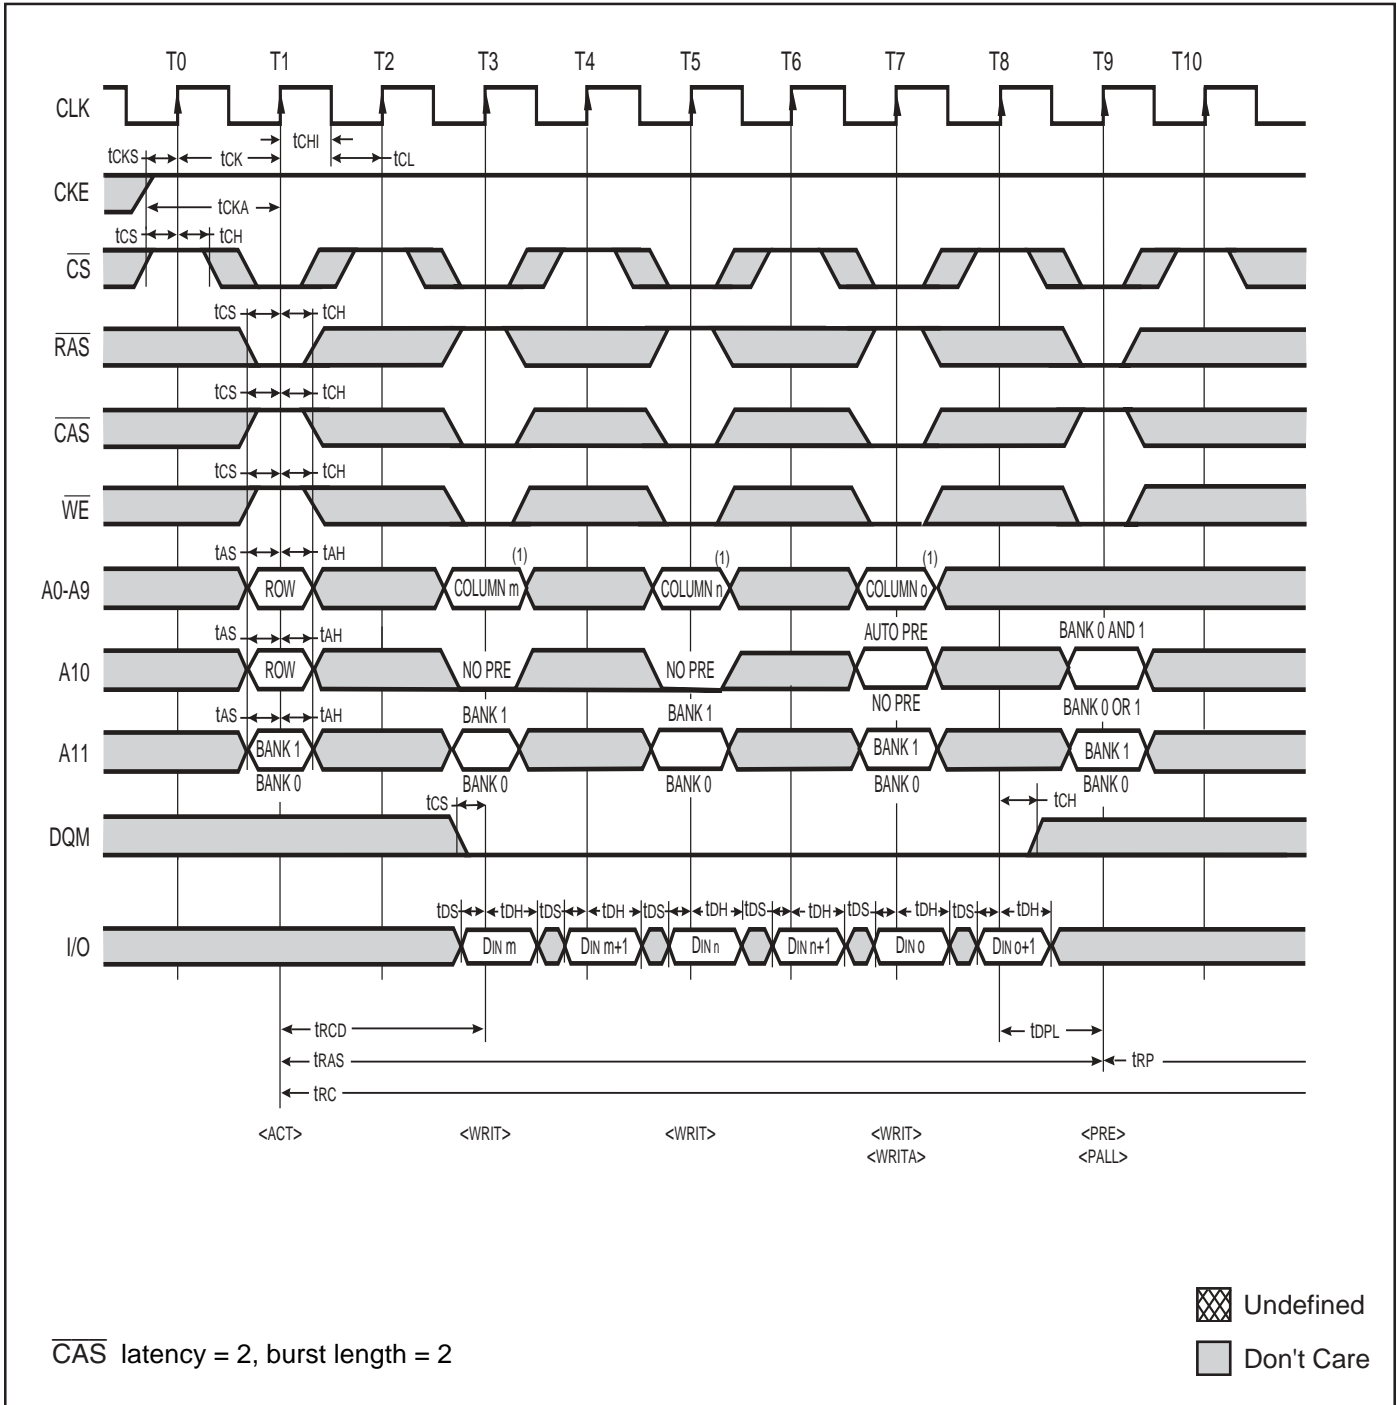 T0 T1 T2 T3 T4 T5 T6 T7 T8 T9 T10
CLK
tCHI
tCKS tCK tCL
CKE
tCKA
tCS tCH
CS
tCS tCH
RAS
tCS tCH
CAS
tCS tCH
WE
tAS tAH (1) (1) (1)
A0-A9 ROW COLUMN m COLUMN n COLUMN o
tAS tAH AUTO PRE BANK 0 AND 1
A10 ROW NO PRE NO PRE
NO PRE BANK 0 OR 1
tAS tAH BANK 1 BANK 1
A11 BANK 1 BANK 1 BANK 1
BANK 0 BANK 0 BANK 0 BANK 0 BANK 0
tCS tCH
DQM
tDS tDH tDS tDH tDS tDH tDS tDH tDS tDH tDS tDH
I/O DIN m DIN m+1 DIN n DIN n+1 DIN o DIN o+1
tRCD tDPL
tRAS tRP
tRC
<ACT> <WRIT> <WRIT> <WRIT> <PRE>
<WRITA> <PALL>
Undefined
CAS latency = 2, burst length = 2
Don't Care